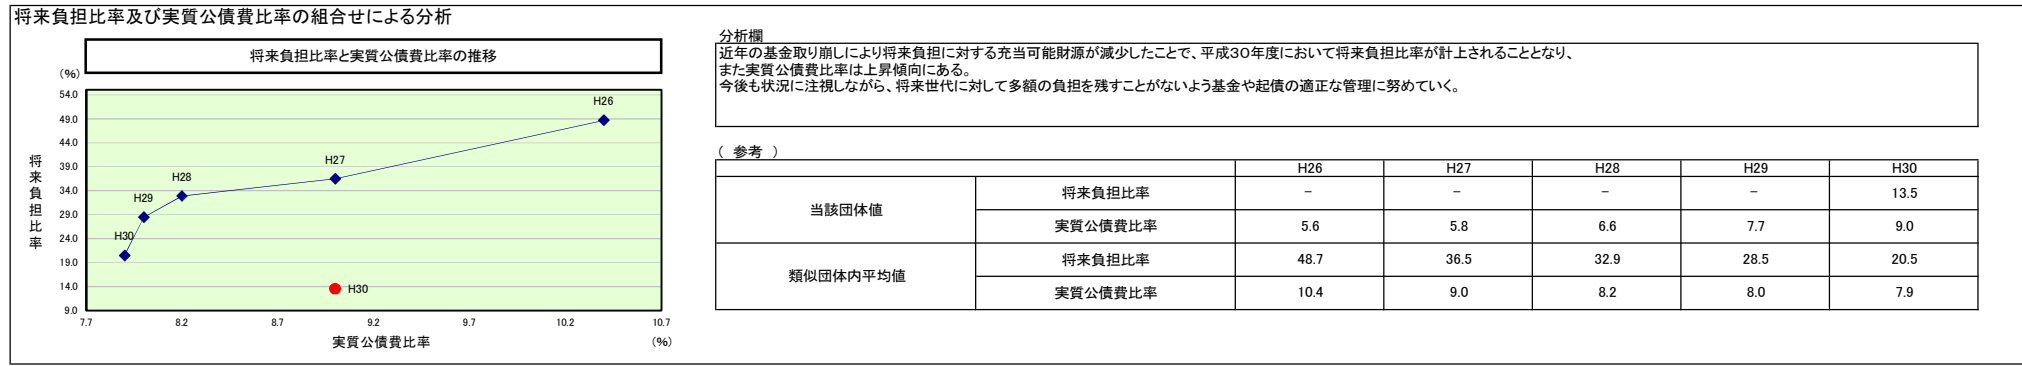 将来負担比率及び実質公債費比率の組合せによる分析
将来負担比率と実質公債費比率の推移
(%)
54.0
49.0
44.0
39.0
34.0
29.0
24.0
19.0
14.0
9.0
将来負担比率
H26
H27
H28
H29
H30
H30
7.7 8.2 8.7 9.2 9.7 10.2 10.7
実質公債費比率 (%)
分析欄
近年の基金取り崩しにより将来負担に対する充当可能財源が減少したことで、平成30年度において将来負担比率が計上されることとなり、
また実質公債費比率は上昇傾向にある。
今後も状況に注視しながら、将来世代に対して多額の負担を残すことがないよう基金や起債の適正な管理に努めていく。
( 参考 )
H26 H27 H28 H29 H30
当該団体値
将来負担比率 － － － － 13.5
実質公債費比率 5.6 5.8 6.6 7.7 9.0
類似団体内平均値
将来負担比率 48.7 36.5 32.9 28.5 20.5
実質公債費比率 10.4 9.0 8.2 8.0 7.9